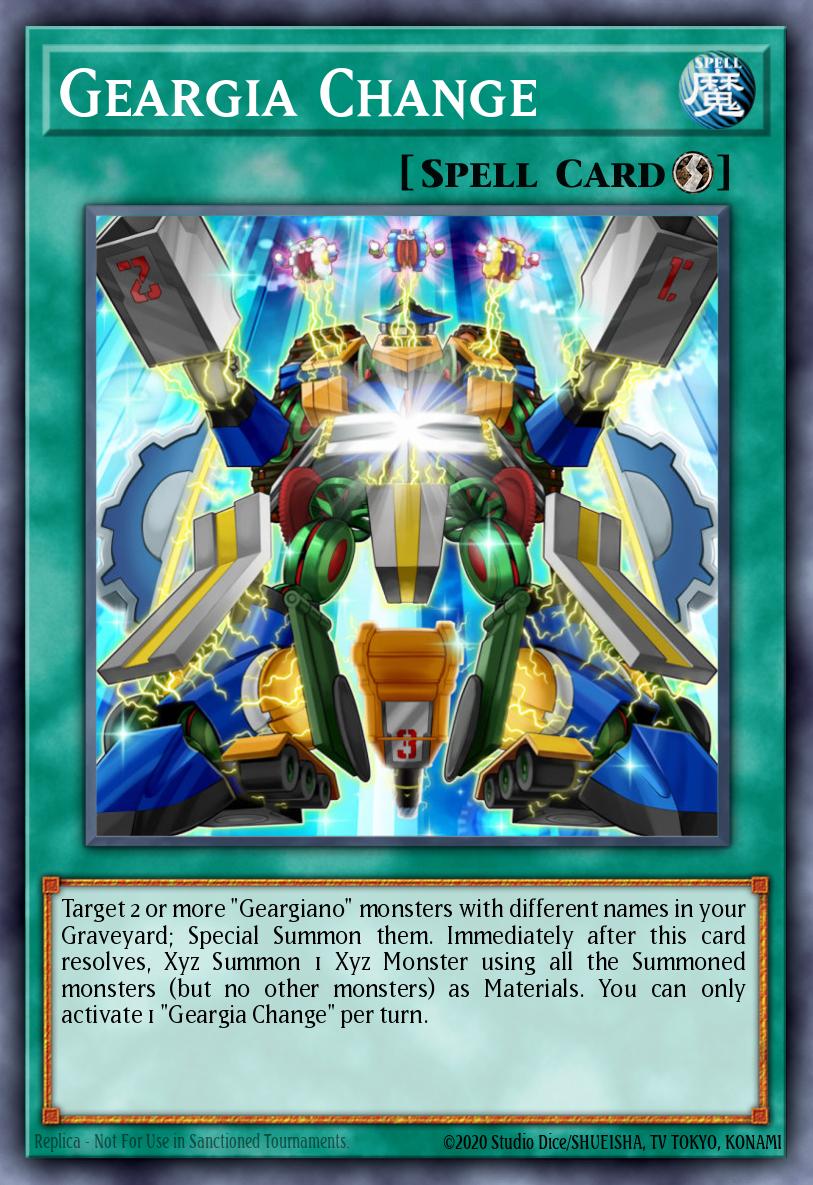 GEARGIA CHANGE
SPELL
魔
[SPELL CARD]
2
1
3
Target 2 or more "Geargiano" monsters with different names in your
Graveyard; Special Summon them. Immediately after this card
resolves, Xyz Summon 1 Xyz Monster using all the Summoned
monsters (but no other monsters) as Materials. You can only
activate 1 "Geargia Change" per turn.
Replica - Not For Use in Sanctioned Tournaments.
©2020 Studio Dice/SHUEISHA, TV TOKYO, KONAMI